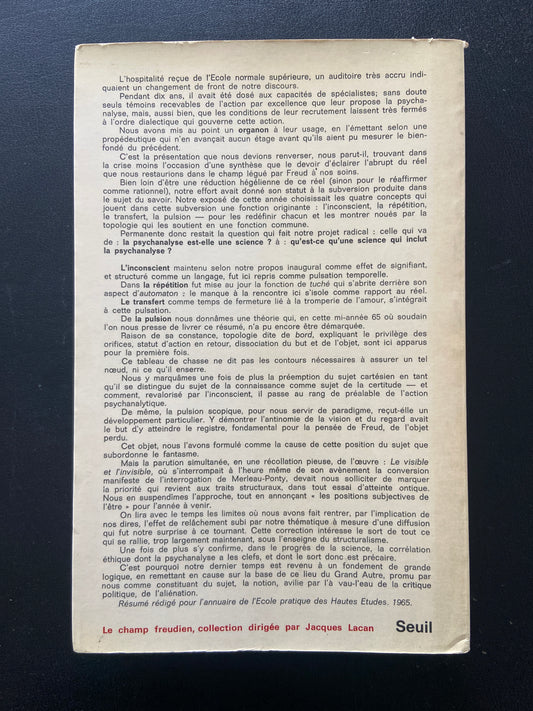 L'hospitalité reçue de l'Ecole normale supérieure, un auditoire très accru indi-
quaient un changement de front de notre discours.
Pendant dix ans, il avait été dosé aux capacités de spécialistes; sans doute
seuls témoins recevables de l'action par excellence que leur propose la psycha-
nalyse, mais, aussi bien, que les conditions de leur recrutement laissent très fermés
à l'ordre dialectique qui gouverne cette action.
Nous avons mis au point un organon à leur usage, en l'émettant selon une
propédeutique qui n'en avançait aucun étage avant qu'ils aient pu mesurer le bien-
fondé du précédent.
C'est la présentation que nous devions renverser, nous parut-il, trouvant dans
la crise moins l'occasion d'une synthèse que le devoir d'éclairer l'abrupt du réel
que nous restaurions dans le champ légué par Freud à nos soins.
Bien loin d'être une réduction hégélienne de ce réel (sinon pour le réaffirmer
comme rationnel), notre effort avait donné son statut à la subversion produite dans
le sujet du savoir. Notre exposé de cette année choisissait les quatre concepts qui
jouent dans cette subversion une fonction originante : l'inconscient, la répétition,
le transfert, la pulsion — pour les redéfinir chacun et les montrer noués par la
topologie qui les soutient en une fonction commune.
Permanente donc restait la question qui fait notre projet radical : celle qui va
de : la psychanalyse est-elle une science ? à : qu'est-ce qu'une science qui inclut
la psychanalyse ?
L'inconscient maintenu selon notre propos inaugural comme effet de signifiant,
et structuré comme un langage, fut ici repris comme pulsation temporelle.
Dans la répétition fut mise au jour la fonction de tuché qui s'abrite derrière son
aspect d'automaton : le manque à la rencontre ici s'isole comme rapport au réel.
Le transfert comme temps de fermeture lié à la tromperie de l'amour, s'intégrait
à cette pulsation.
De la pulsion nous donnâmes une théorie qui, en cette mi-année 65 où soudain
l'on nous presse de livrer ce résumé, n'a pu encore être démarquée.
Raison de sa constance, topologie dite de bord, expliquant le privilège des
orifices, statut d'action en retour, dissociation du but et de l'objet, sont ici apparus
pour la première fois.
Ce tableau de chasse ne dit pas les contours nécessaires à assurer un tel
nœud, ni ce qu'il enserre.
Nous y marquâmes une fois de plus la préemption du sujet cartésien en tant
qu'il se distingue du sujet de la connaissance comme sujet de la certitude — et
comment, revalorisé par l'inconscient, il passe au rang de préalable de l'action
psychanalytique.
De même, la pulsion scopique, pour nous servir de paradigme, reçut-elle un
développement particulier. Y démontrer l'antinomie de la vision et du regard avait
le but d'y atteindre le registre, fondamental pour la pensée de Freud, de l'objet
perdu.
Cet objet, nous l'avons formulé comme la cause de cette position du sujet que
subordonne le fantasme.
Mais la parution simultanée, en une récollation pieuse, de l'œuvre : Le visible
et l'invisible, où s'interrompait à l'heure même de son avènement la conversion
manifeste de l'interrogation de Merleau-Ponty, devait nous solliciter de marquer
la priorité qui revient aux traits structuraux, dans tout essai d'atteinte ontique.
Nous en suspendîmes l'approche, tout en annonçant « les positions subjectives de
l'être » pour l'année à venir.
On lira avec le temps les limites où nous avons fait rentrer, par l'implication de
nos dires, l'effet de relâchement subi par notre thématique à mesure d'une diffusion
qui fut notre surprise à ce tournant. Cette correction intéresse le sort de tout ce
qui se rallie, trop largement maintenant, sous l'enseigne du structuralisme.
Une fois de plus s'y confirme, dans le progrès de la science, la corrélation
éthique dont la psychanalyse a les clefs, et dont le sort donc est précaire.
C'est pourquoi notre dernier temps est revenu à un fondement de grande
logique, en remettant en cause sur la base de ce lieu du Grand Autre, promu par
nous comme constituant du sujet, la notion, avilie par l'à vau-l'eau de la critique
politique, de l'aliénation.
Résumé rédigé pour l'annuaire de l'Ecole pratique des Hautes Etudes. 1965.
Le champ freudien, collection dirigée par Jacques Lacan Seuil